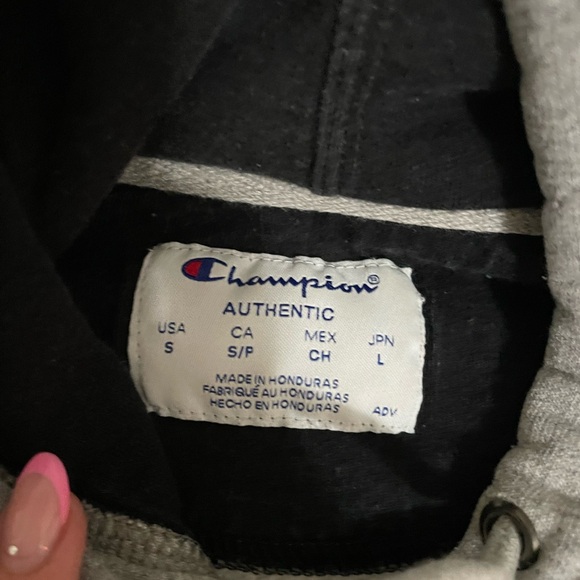 Champion®
AUTHENTIC
USA CA MEX JPN
S S/P CH L
MADE IN HONDURAS
FABRIQUÉ AU HONDURAS
HECHO EN HONDURAS ADV